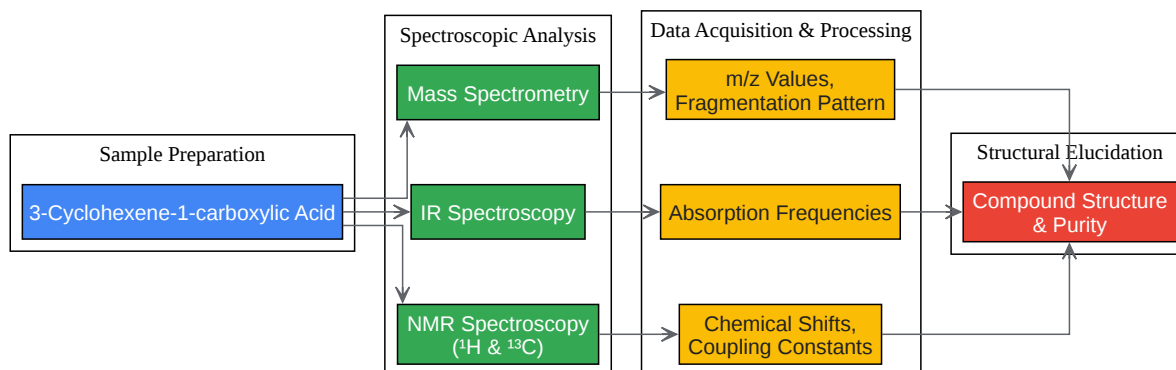 Sample Preparation
3-Cyclohexene-1-carboxylic Acid
Spectroscopic Analysis
Mass Spectrometry
IR Spectroscopy
NMR Spectroscopy
(¹H & ¹³C)
Data Acquisition & Processing
m/z Values,
Fragmentation Pattern
Absorption Frequencies
Chemical Shifts,
Coupling Constants
Structural Elucidation
Compound Structure
& Purity